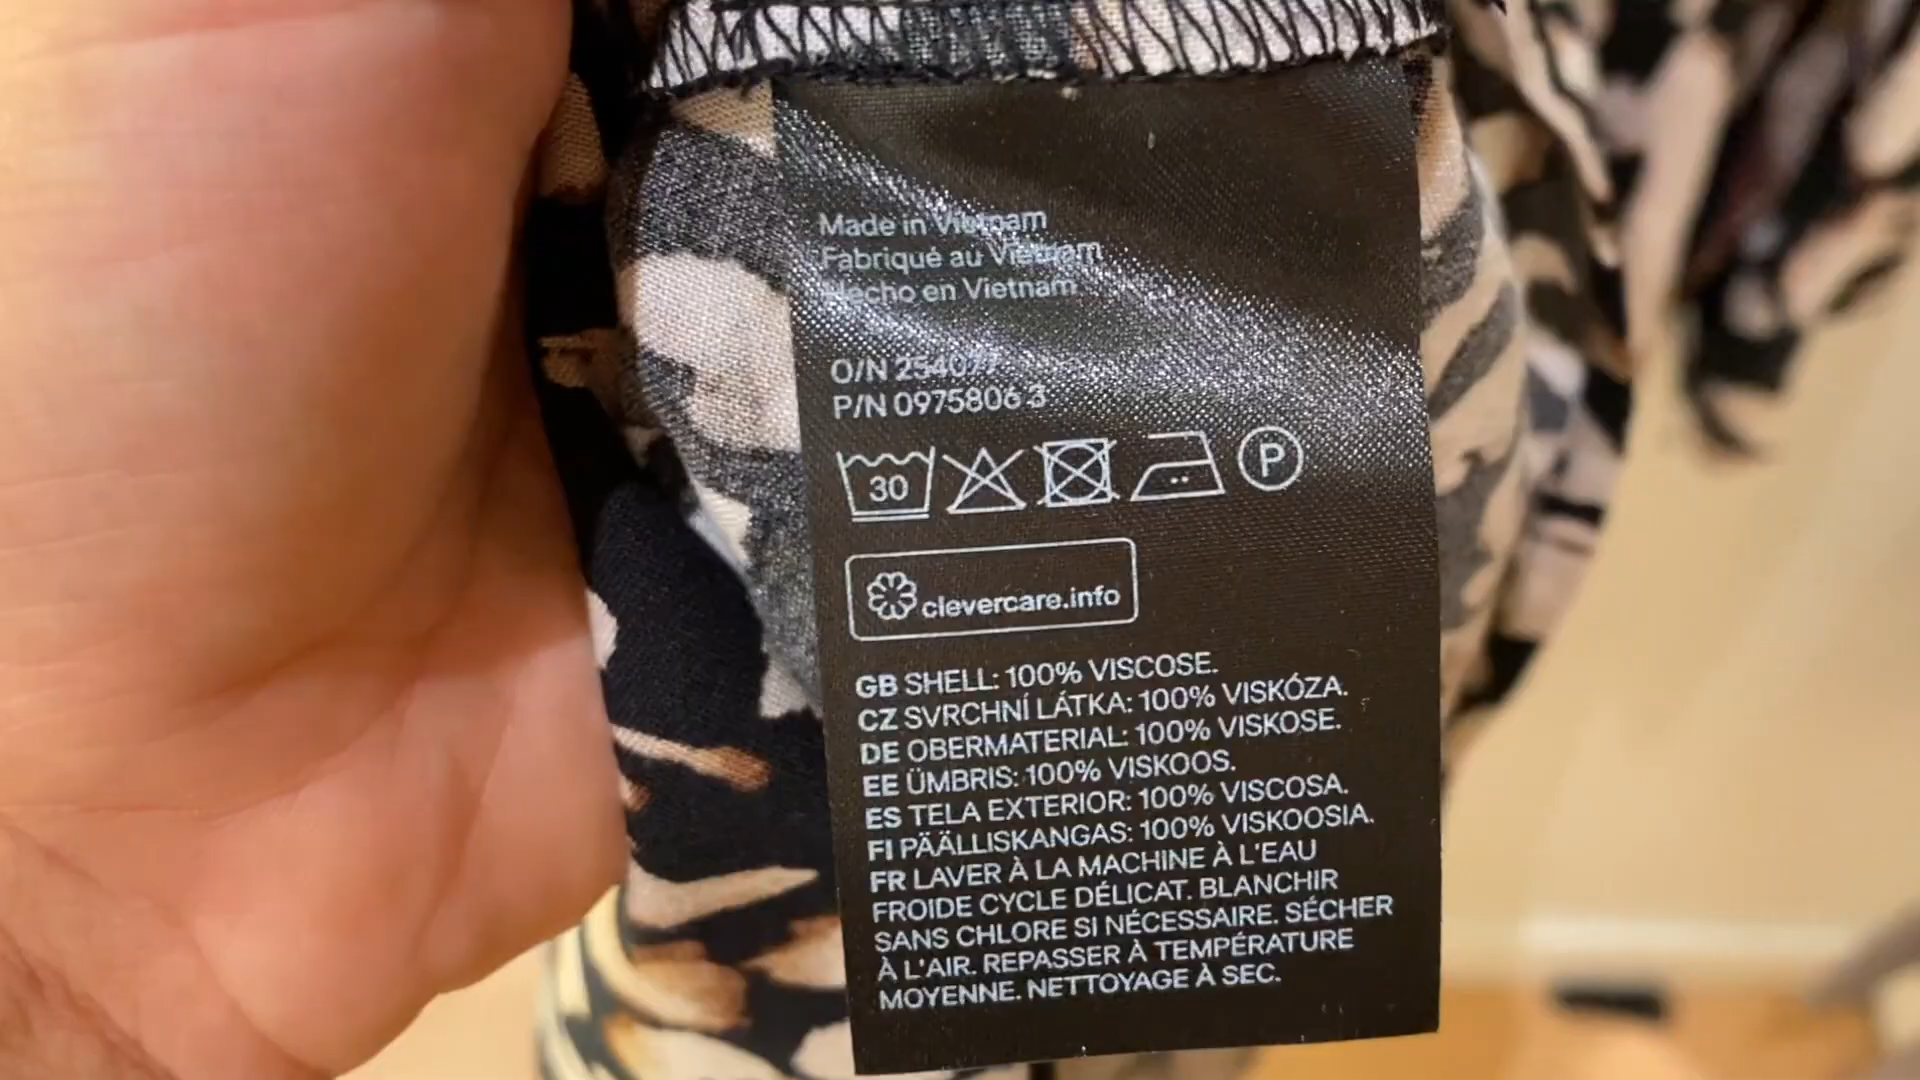 Made in Vietnam
Fabriqué au Vietnam
Hecho en Vietnam
O/N 254077
P/N 0975806 3
30
P
clevercare.info
GB SHELL: 100% VISCOSE.
CZ SVRCHNÍ LÁTKA: 100% VISKÓZA.
DE OBERMATERIAL: 100% VISKOSE.
EE ÜMBRIS: 100% VISKOOS.
ES TELA EXTERIOR: 100% VISCOSA.
FI PÄÄLLISKANGAS: 100% VISKOOSIA.
FR LAVER À LA MACHINE À L'EAU
FROIDE CYCLE DÉLICAT. BLANCHIR
SANS CHLORE SI NÉCESSAIRE. SÉCHER
À L'AIR. REPASSER À TEMPÉRATURE
MOYENNE. NETTOYAGE À SEC.